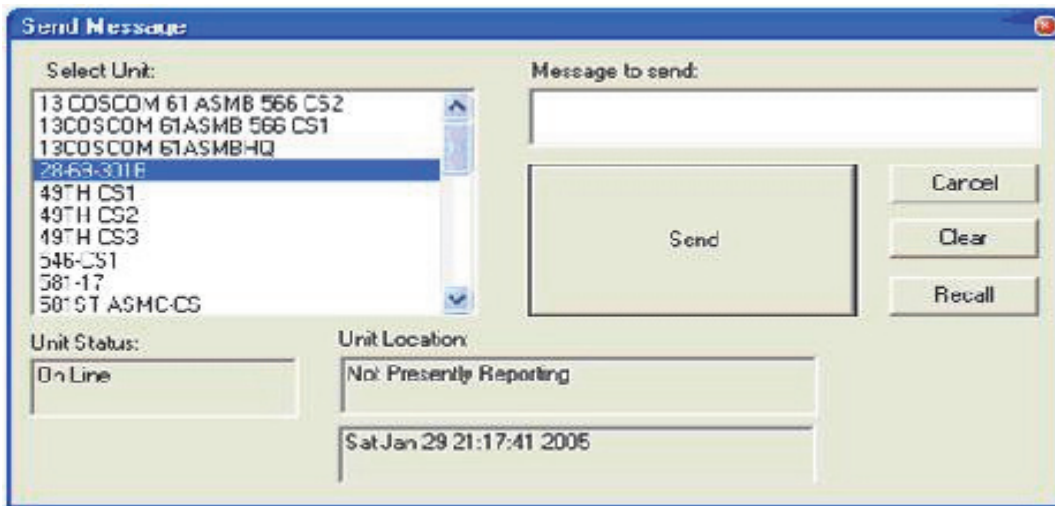 Send Message
Select Unit:
13 COSCOM 61 ASMB 566 CS2
13COSCOM 61ASMB 566 CS1
13COSCOM 61ASMBHQ
28-69-301B
49TH CS1
49TH CS2
49TH CS3
546-CS1
581-17
581ST ASMC-CS
Message to send:
Send
Cancel
Clear
Recall
Unit Status:
On Line
Unit Location:
Not Presently Reporting
Sat Jan 29 21:17:41 2005